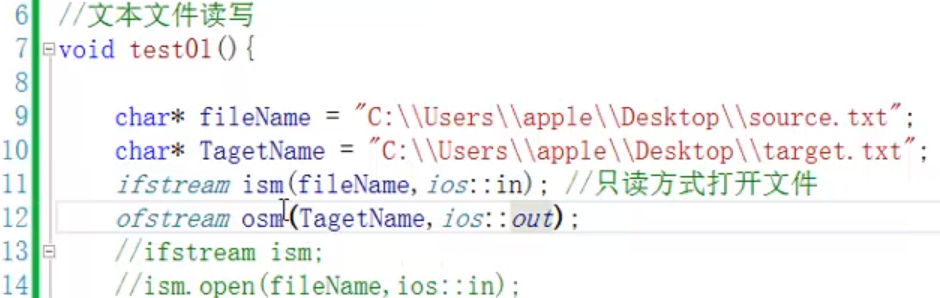 6 //文本文件读写
7 void test01(){
8
9 char* fileName = "C:\\Users\\apple\\Desktop\\source.txt";
10 char* TagetName = "C:\\Users\\apple\\Desktop\\target.txt";
11 ifstream ism(fileName,ios::in); //只读方式打开文件
12 ofstream osm(TagetName,ios::out);
13 //ifstream ism;
14 //ism.open(fileName,ios::in);